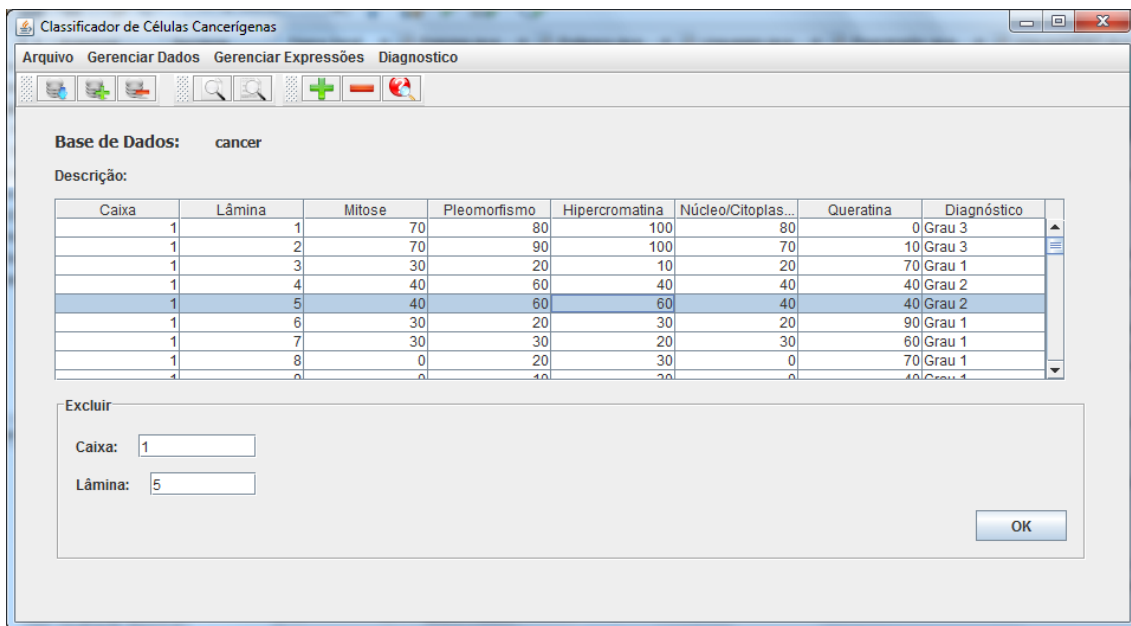 Classificador de Células Cancerígenas
Arquivo Gerenciar Dados Gerenciar Expressões Diagnostico
Base de Dados: cancer
Descrição:
Caixa Lâmina Mitose Pleomorfismo Hipercromatina Núcleo/Citoplas... Queratina Diagnóstico
1 1 70 80 100 80 0 Grau 3
1 2 70 90 100 70 10 Grau 3
1 3 30 20 10 20 70 Grau 1
1 4 40 60 40 40 40 Grau 2
1 5 40 60 60 40 40 Grau 2
1 6 30 20 30 20 90 Grau 1
1 7 30 30 20 30 60 Grau 1
1 8 0 20 30 0 70 Grau 1
Excluir
Caixa: 1
Lâmina: 5
OK